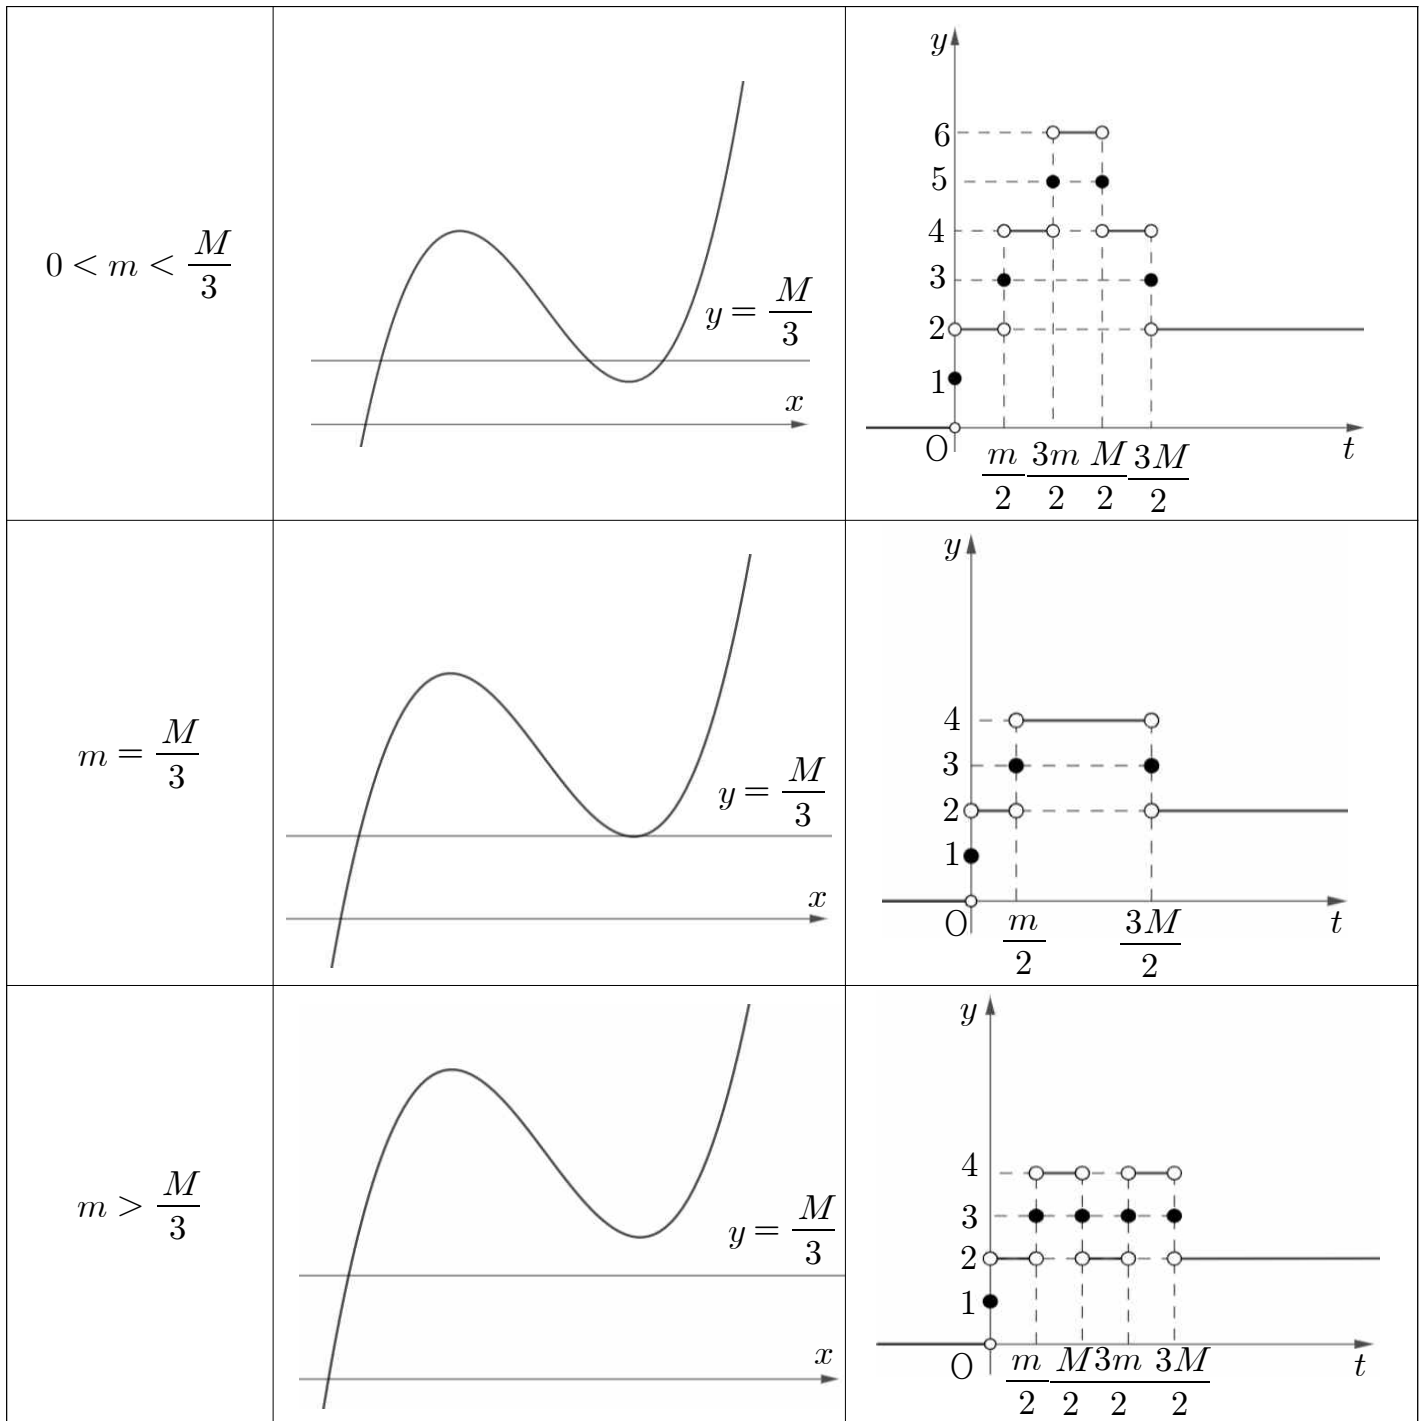 0 < m < M/3
y = M/3
x
y
6
5
4
3
2
1
O
m/2 3m/2 M/2 3M/2
t
m = M/3
y = M/3
x
y
4
3
2
1
O
m/2 3M/2
t
m > M/3
y = M/3
x
y
4
3
2
1
O
m/2 M/2 3m/2 3M/2
t